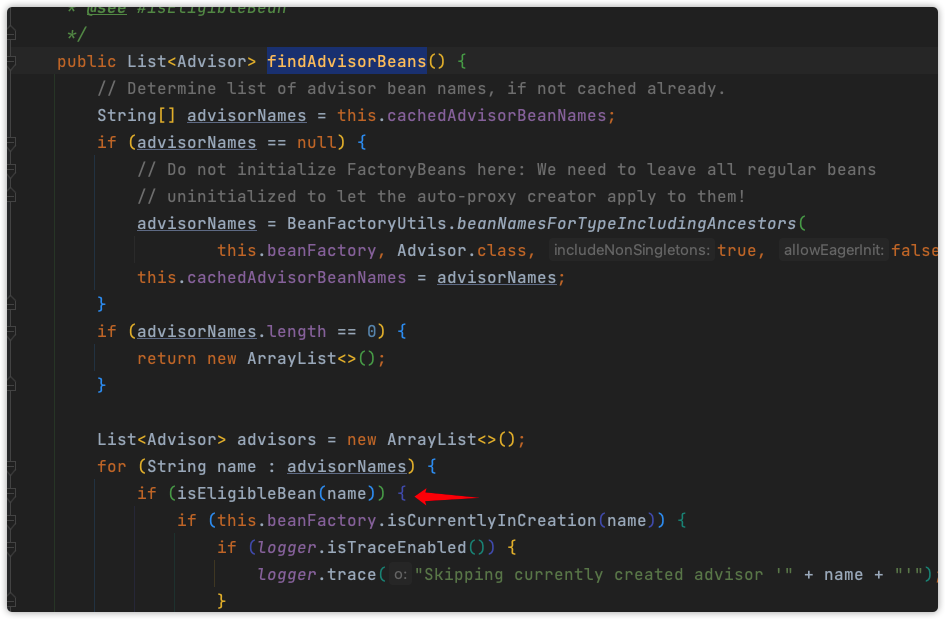 * @see #isEligibleBean
*/
public List<Advisor> findAdvisorBeans() {
// Determine list of advisor bean names, if not cached already.
String[] advisorNames = this.cachedAdvisorBeanNames;
if (advisorNames == null) {
// Do not initialize FactoryBeans here: We need to leave all regular beans
// uninitialized to let the auto-proxy creator apply to them!
advisorNames = BeanFactoryUtils.beanNamesForTypeIncludingAncestors(
this.beanFactory, Advisor.class, includeNonSingletons: true, allowEagerInit: false
this.cachedAdvisorBeanNames = advisorNames;
}
if (advisorNames.length == 0) {
return new ArrayList<>();
}
List<Advisor> advisors = new ArrayList<>();
for (String name : advisorNames) {
if (isEligibleBean(name)) {
if (this.beanFactory.isCurrentlyInCreation(name)) {
if (logger.isTraceEnabled()) {
logger.trace( o: "Skipping currently created advisor '" + name + "'");
}